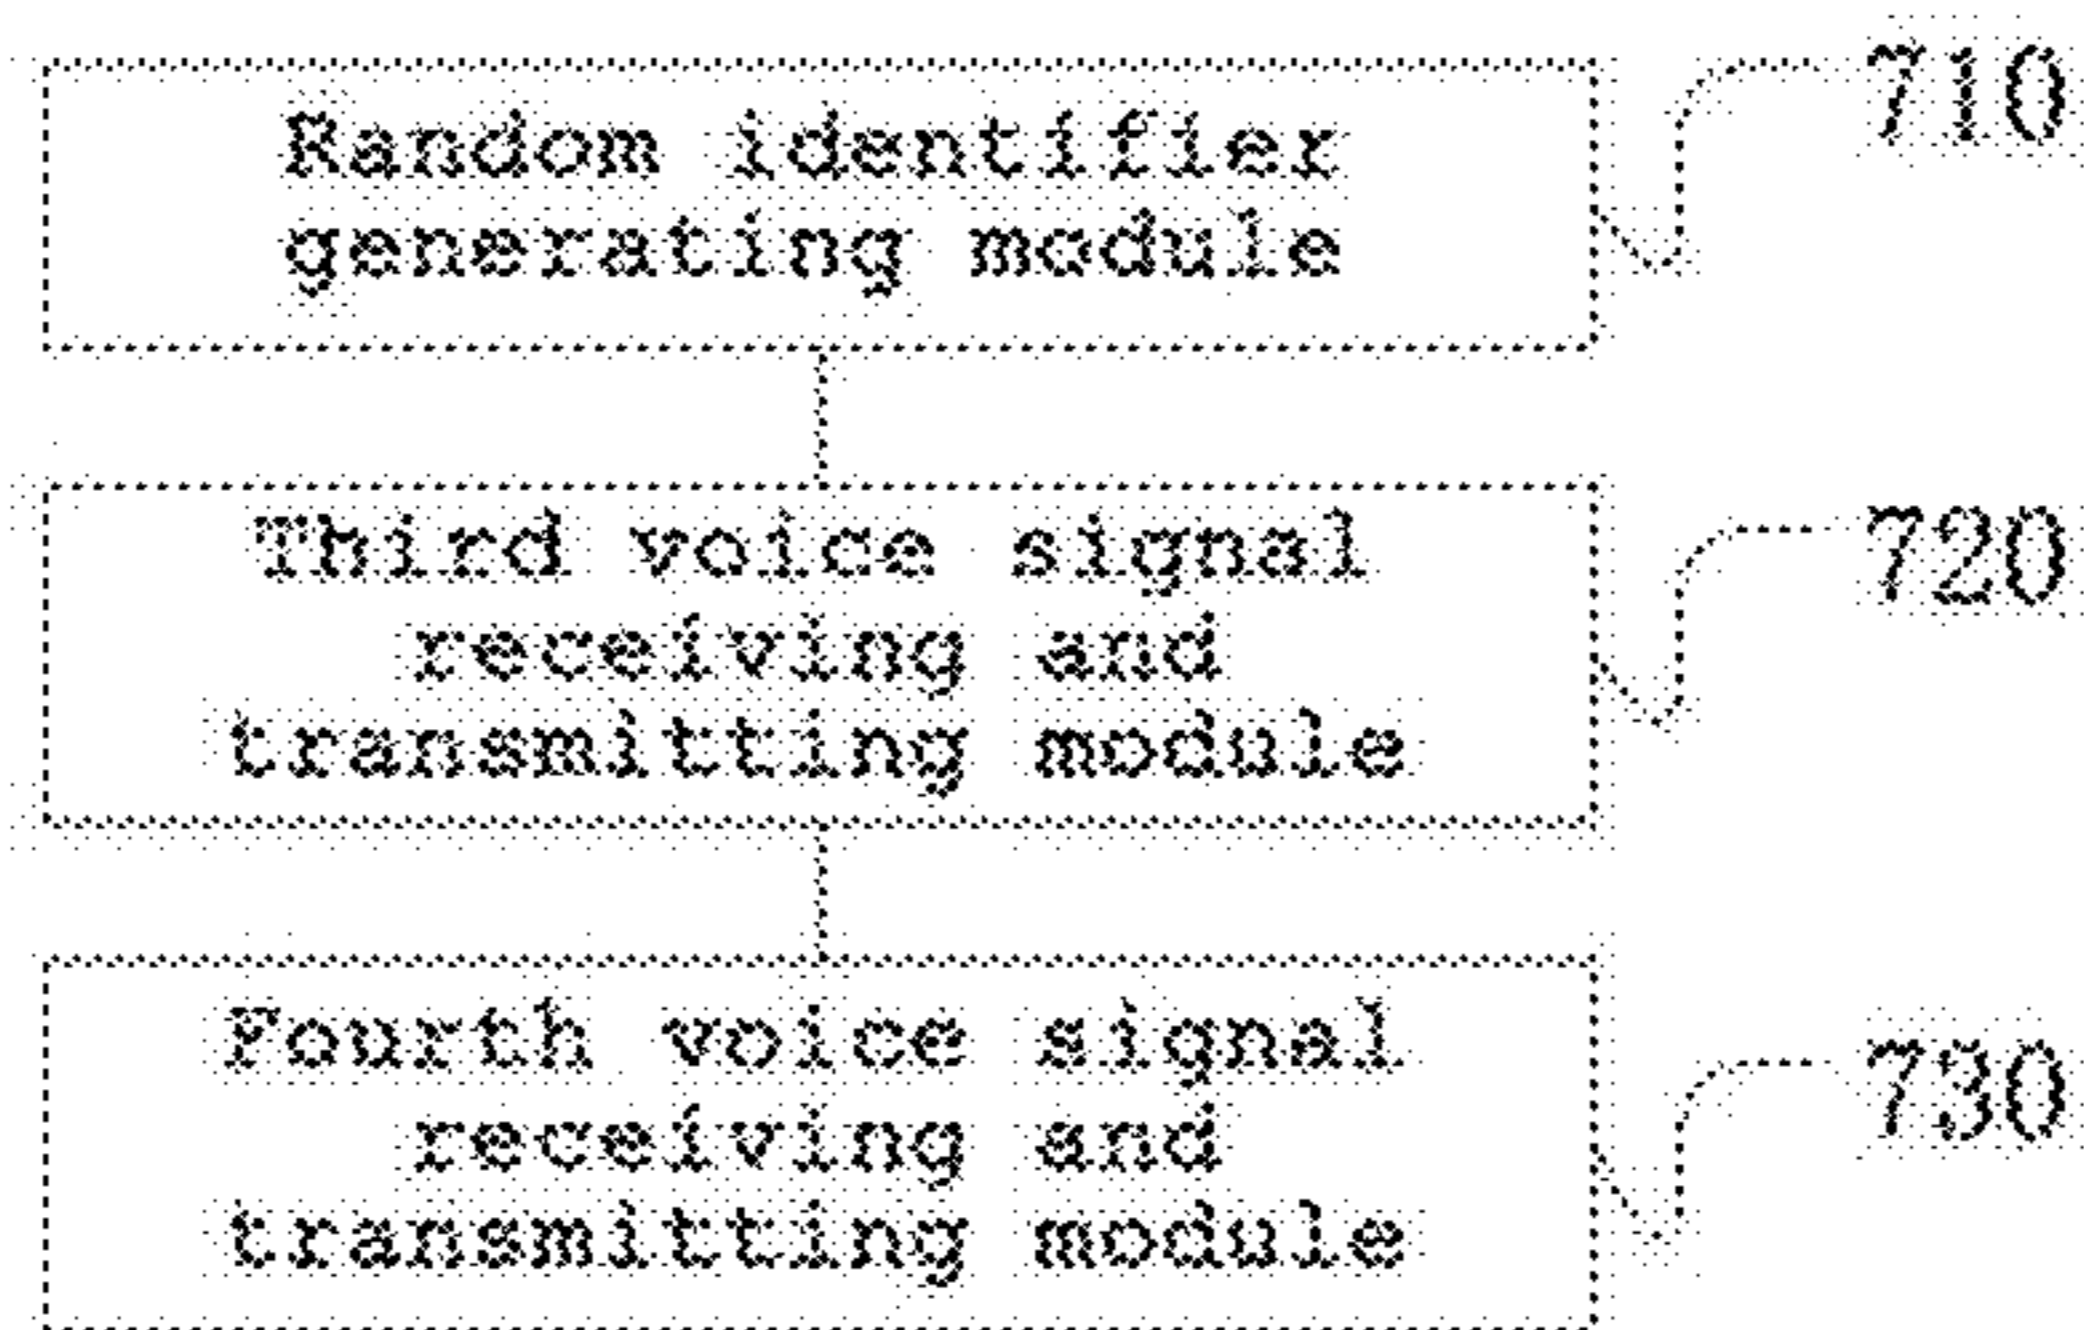 710
Random identifier
generating module
720
Third voice signal
receiving and
transmitting module
730
Fourth voice signal
receiving and
transmitting module